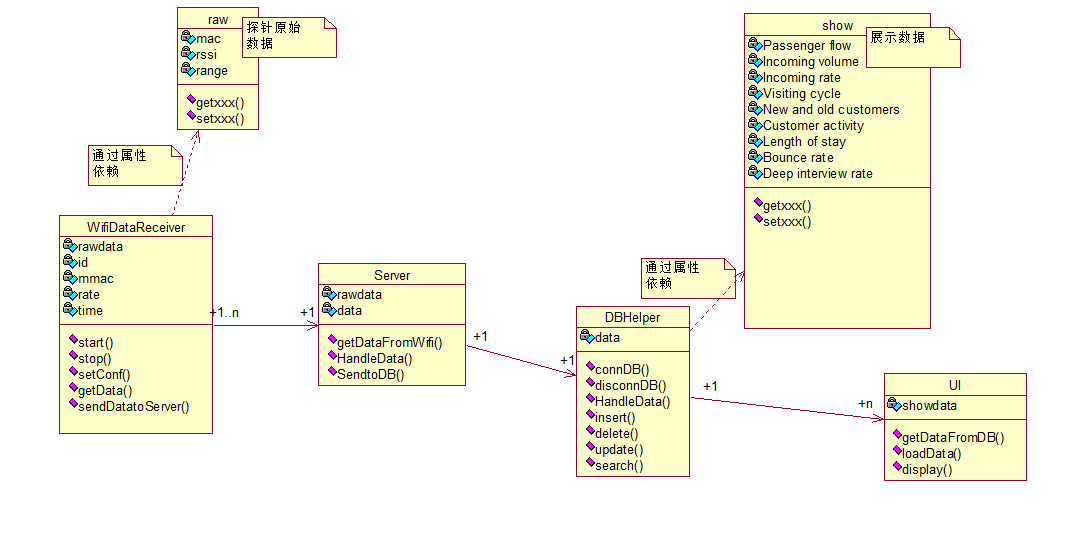 raw
mac
rssi
range
getxxx()
setxxx()
探针原始
数据
通过属性
依赖
WifiDataReceiver
rawdata
id
mmac
rate
time
start()
stop()
setConf()
getData()
sendDatatoServer()
+1..n
+1
Server
rawdata
data
getDataFromWifi()
HandleData()
SendtoDB()
+1
+1
DBHelper
data
connDB()
disconnDB()
HandleData()
insert()
delete()
update()
search()
通过属性
依赖
show
Passenger flow
Incoming volume
Incoming rate
Visiting cycle
New and old customers
Customer activity
Length of stay
Bounce rate
Deep interview rate
getxxx()
setxxx()
展示数据
+1
+n
UI
showdata
getDataFromDB()
loadData()
display()